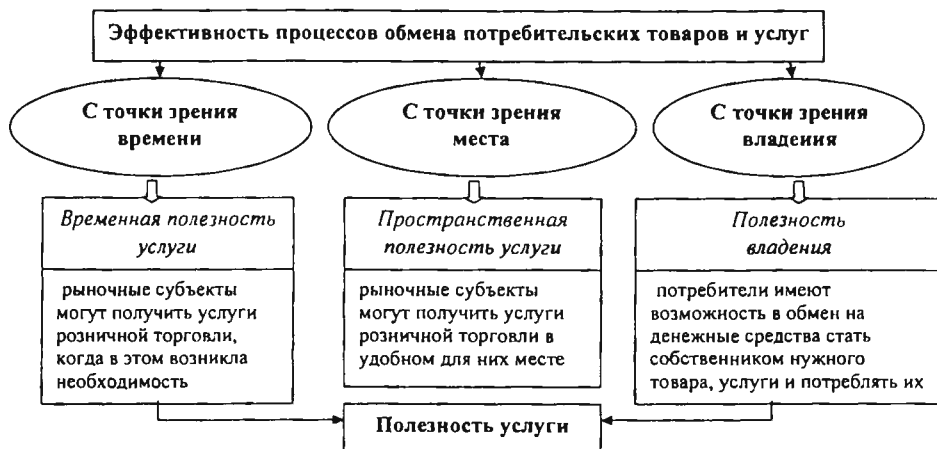 Эффективность процессов обмена потребительских товаров и услуг
С точки зрения
времени
С точки зрения
места
С точки зрения
владения
Временная полезность
услуги
рыночные субъекты
могут получить услуги
розничной торговли,
когда в этом возникла
необходимость
Пространственная
полезность услуги
рыночные субъекты
могут получить услуги
розничной торговли в
удобном для них месте
Полезность
владения
потребители имеют
возможность в обмен на
денежные средства стать
собственником нужного
товара, услуги и потреблять их
Полезность услуги